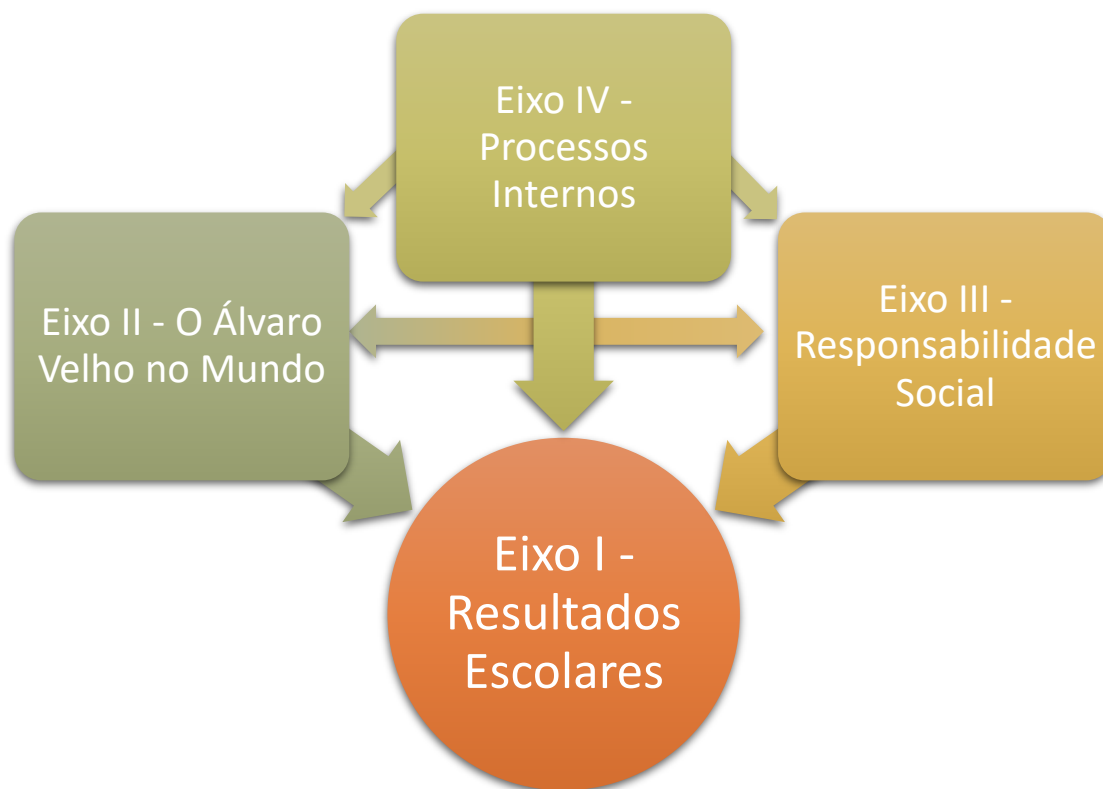 Eixo IV -
Processos
Internos
Eixo II - O Álvaro
Velho no Mundo
Eixo III -
Responsabilidade
Social
Eixo I -
Resultados
Escolares